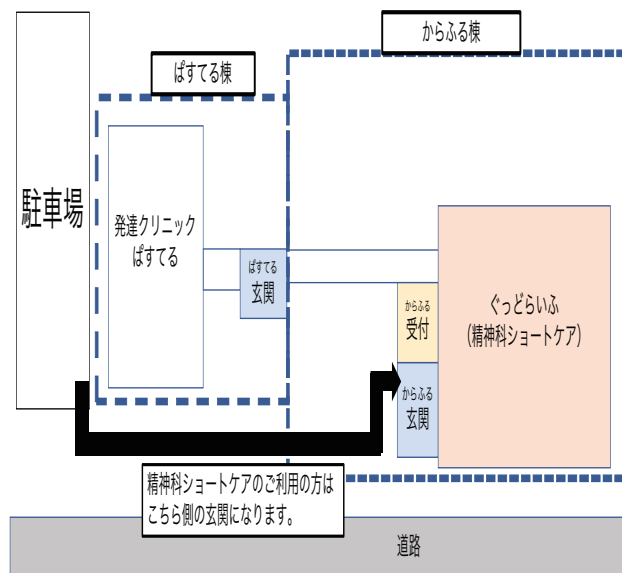 からふる棟
ぱすてる棟
駐車場
発達クリニック
ぱすてる
ぱすてる
玄関
からふる
受付
ぐっどらいふ
(精神科ショートケア)
からふる
玄関
精神科ショートケアのご利用の方は
こちら側の玄関になります。
道路